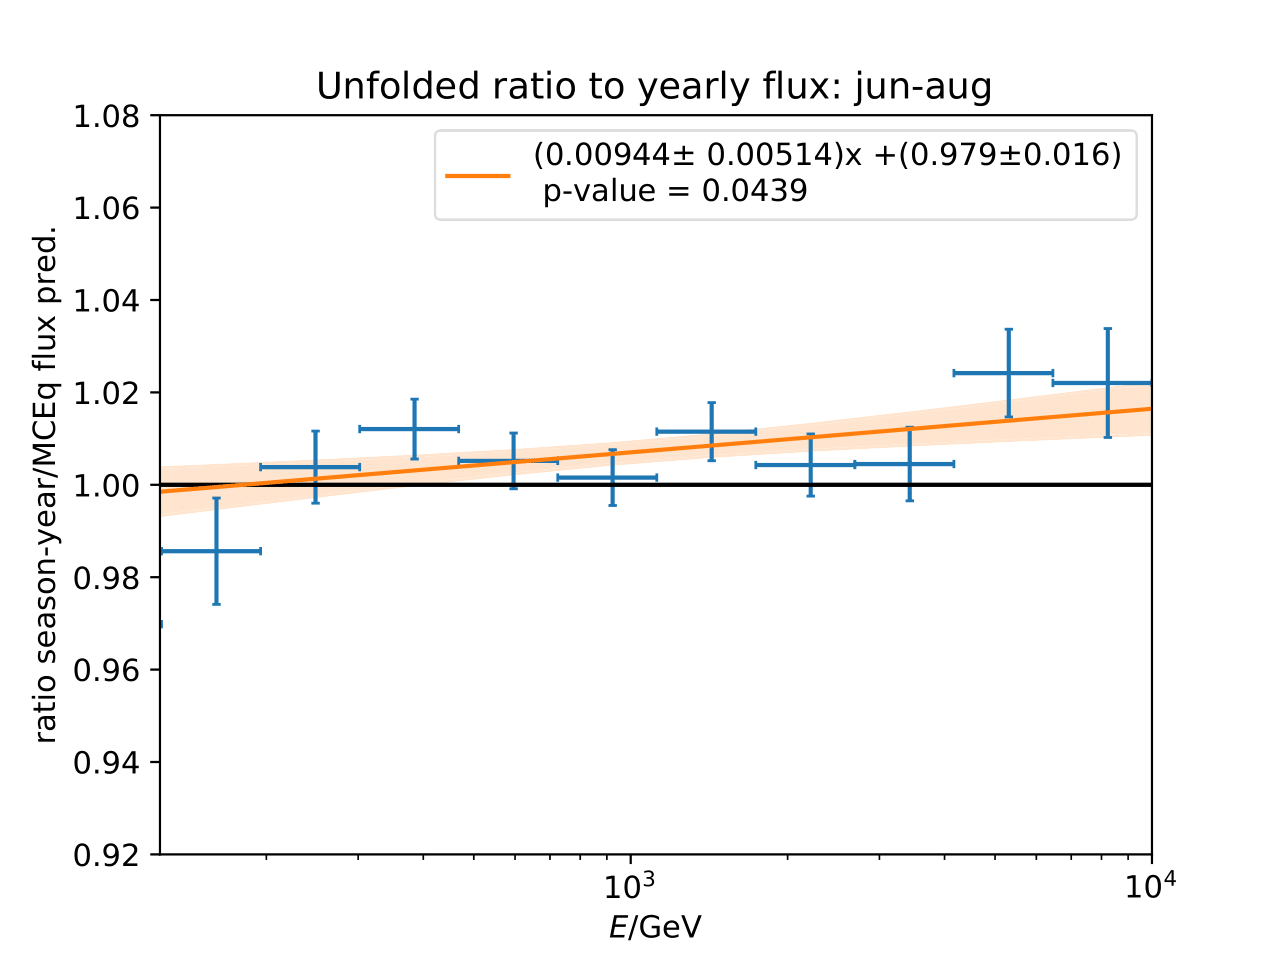 Unfolded ratio to yearly flux: jun-aug
(0.00944± 0.00514)x +(0.979±0.016)
p-value = 0.0439
ratio season-year/MCEq flux pred.
1.08
1.06
1.04
1.02
1.00
0.98
0.96
0.94
0.92
10³
10⁴
E/GeV